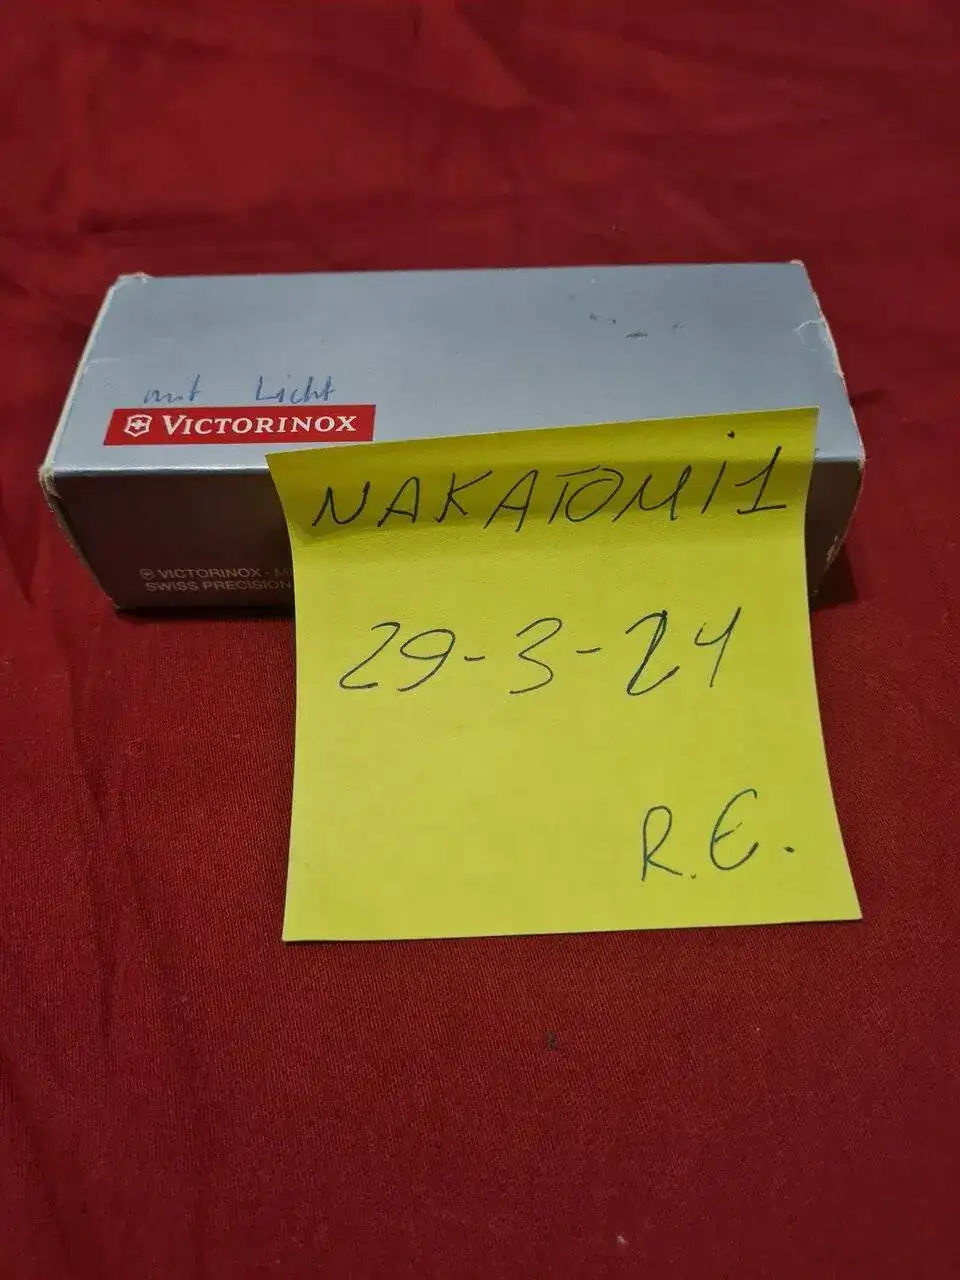 mit Licht
VICTORINOX
VICTORINOX - M
SWISS PRECISION
NAKATOMI1
29-3-24
R.E.